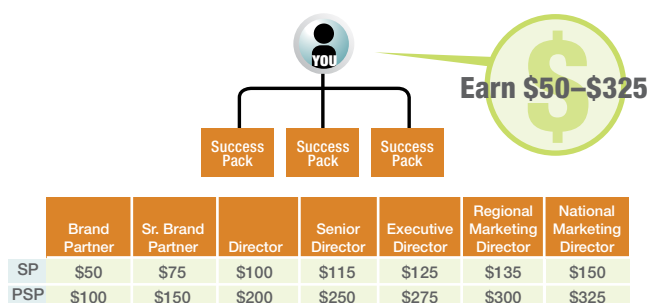 YOU
$
Earn $50–$325
Success Success Success
Pack Pack Pack
Regional National
Brand Sr. Brand Senior Executive Marketing Marketing
Partner Partner Director Director Director Director Director
SP $50 $75 $100 $115 $125 $135 $150
PSP $100 $150 $200 $250 $275 $300 $325